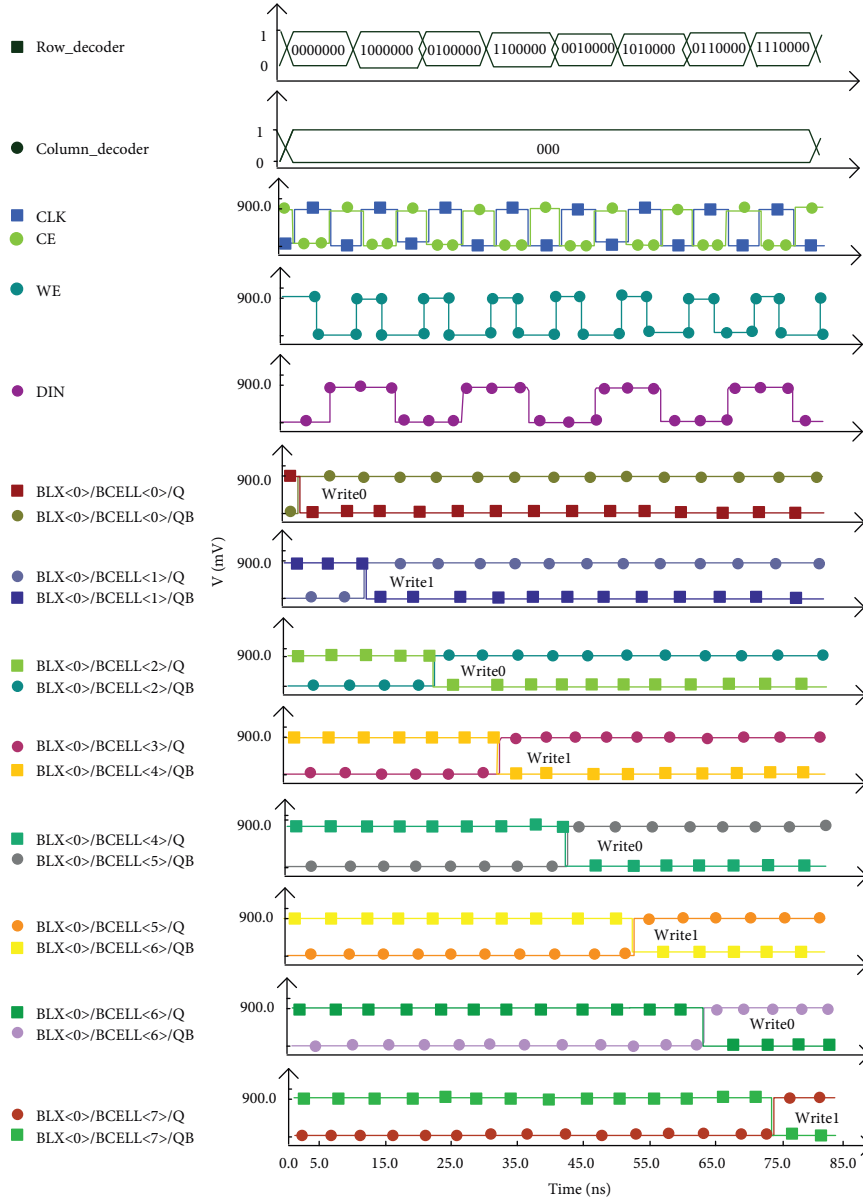 Row_decoder
1
0
0000000 1000000 0100000 1100000 0010000 1010000 0110000 1110000
Column_decoder
1
0
000
CLK
CE
900.0
WE
900.0
DIN
900.0
BLX<0>/BCELL<0>/Q
BLX<0>/BCELL<0>/QB
900.0
Write0
BLX<0>/BCELL<1>/Q
BLX<0>/BCELL<1>/QB
900.0
Write1
V (mV)
BLX<0>/BCELL<2>/Q
BLX<0>/BCELL<2>/QB
900.0
Write0
BLX<0>/BCELL<3>/Q
BLX<0>/BCELL<4>/QB
900.0
Write1
BLX<0>/BCELL<4>/Q
BLX<0>/BCELL<5>/QB
900.0
Write0
BLX<0>/BCELL<5>/Q
BLX<0>/BCELL<6>/QB
900.0
Write1
BLX<0>/BCELL<6>/Q
BLX<0>/BCELL<6>/QB
900.0
Write0
BLX<0>/BCELL<7>/Q
BLX<0>/BCELL<7>/QB
900.0
Write1
0.0 5.0 15.0 25.0 35.0 45.0 55.0 65.0 75.0 85.0
Time (ns)